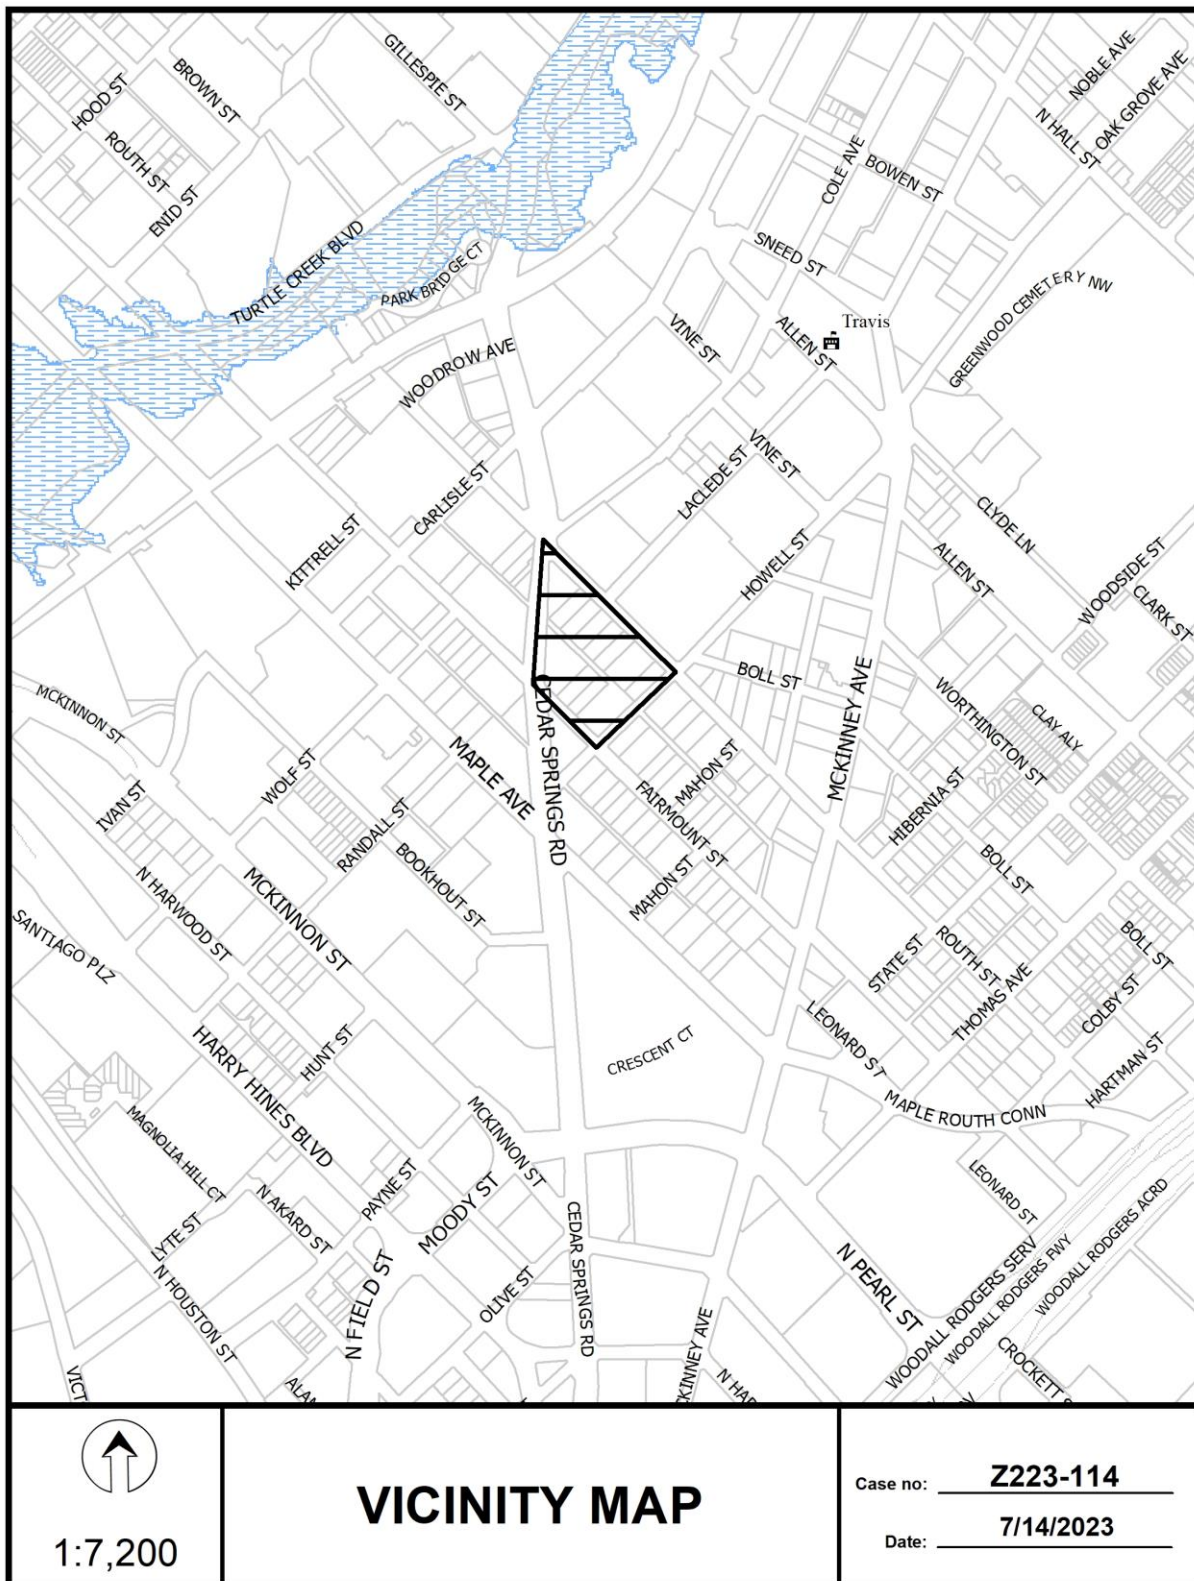 GILLESPIE ST
NOBLE AVE
OAK GROVE AVE
N HALL ST
HOOD ST
BROWN ST
ROUTH ST
ENID ST
COLE AVE
BOWEN ST
SNEED ST
TURTLE CREEK BLVD
PARK BRIDGE CT
GREENWOOD CEMETERY NW
Travis
ALLEN ST
VINE ST
WOODROW AVE
VINE ST
LACLEDE ST
CARLISLE ST
KITTRELL ST
CLYDE LN
HOWELL ST
ALLEN ST
WOODSIDE ST
CLARK ST
BOLL ST
MCKINNEY AVE
WORTHINGTON ST
CLAY ALY
MCKINNON ST
CEDAR SPRINGS RD
MAPLE AVE
WOLF ST
IVAN ST
RANDALL ST
BOOKHOUT ST
MAHON ST
FAIRMOUNT ST
MAHON ST
HIBERNIA ST
BOLL ST
N HARWOOD ST
MCKINNON ST
SANTIAGO PLZ
STATE ST
ROUTH ST
THOMAS AVE
BOLL ST
COLBY ST
HARTMAN ST
LEONARD ST
CRESCENT CT
HUNT ST
HARRY HINES BLVD
MAPLE ROUTH CONN
MCKINNON ST
MAGNOLIA HILL CT
PAYNE ST
MOODY ST
N AKARD ST
LYTE ST
LEONARD ST
CEDAR SPRINGS RD
N HOUSTON ST
N FIELD ST
OLIVE ST
N PEARL ST
WOODALL RODGERS SERV
WOODALL RODGERS FWY
WOODALL RODGERS ACRD
CROCKETT S
KINNEY AVE
N HAR
VICT
ALAM
1:7,200
VICINITY MAP
Case no: Z223-114
Date: 7/14/2023